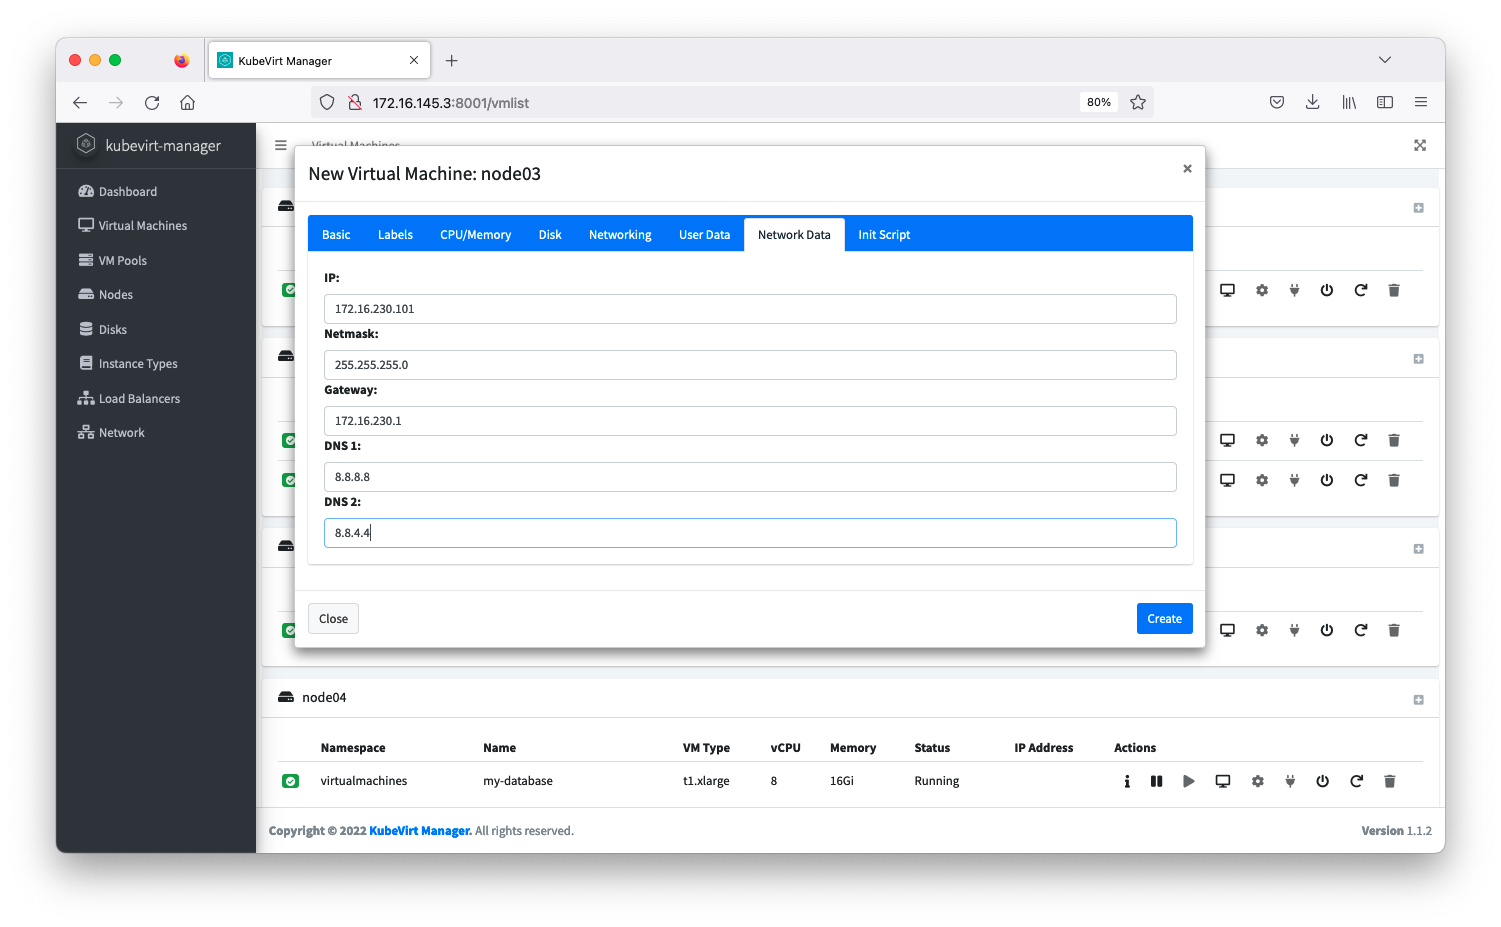 KubeVirt Manager
172.16.145.3:8001/vmlist
80%
kubevirt-manager
Virtual Machines
Dashboard
Virtual Machines
VM Pools
Nodes
Disks
Instance Types
Load Balancers
Network
New Virtual Machine: node03
×
Basic Labels CPU/Memory Disk Networking User Data Network Data Init Script
IP:
172.16.230.101
Netmask:
255.255.255.0
Gateway:
172.16.230.1
DNS 1:
8.8.8.8
DNS 2:
8.8.4.4
Close Create
node04
Namespace Name VM Type vCPU Memory Status IP Address Actions
virtualmachines my-database t1.xlarge 8 16Gi Running
Copyright © 2022 KubeVirt Manager. All rights reserved. Version 1.1.2